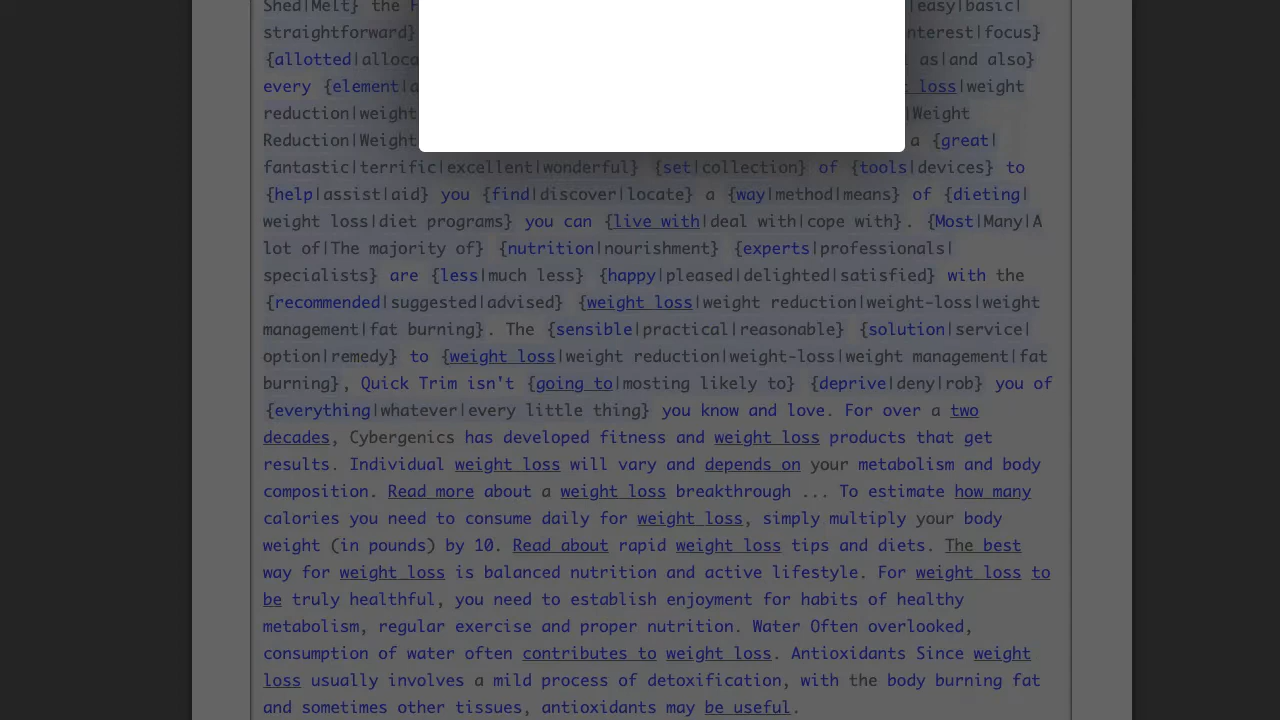 Shed|Melt} the |easy|basic|
straightforward} |focus}
{allotted| as|and also}
every {element| loss|weight
reduction|weight |Weight
Reduction|Weight a {great|
fantastic|terrific|excellent|wonderful} {set|collection} of {tools|devices} to
{help|assist|aid} you {find|discover|locate} a {way|method|means} of {dieting|
weight loss|diet programs} you can {live with|deal with|cope with}. {Most|Many|A
lot of|The majority of} {nutrition|nourishment} {experts|professionals|
specialists} are {less|much less} {happy|pleased|delighted|satisfied} with the
{recommended|suggested|advised} {weight loss|weight reduction|weight-loss|weight
management|fat burning}. The {sensible|practical|reasonable} {solution|service|
option|remedy} to {weight loss|weight reduction|weight-loss|weight management|fat
burning}, Quick Trim isn't {going to|mosting likely to} {deprive|deny|rob} you of
{everything|whatever|every little thing} you know and love. For over a two
decades, Cybergenics has developed fitness and weight loss products that get
results. Individual weight loss will vary and depends on your metabolism and body
composition. Read more about a weight loss breakthrough ... To estimate how many
calories you need to consume daily for weight loss, simply multiply your body
weight (in pounds) by 10. Read about rapid weight loss tips and diets. The best
way for weight loss is balanced nutrition and active lifestyle. For weight loss to
be truly healthful, you need to establish enjoyment for habits of healthy
metabolism, regular exercise and proper nutrition. Water Often overlooked,
consumption of water often contributes to weight loss. Antioxidants Since weight
loss usually involves a mild process of detoxification, with the body burning fat
and sometimes other tissues, antioxidants may be useful.